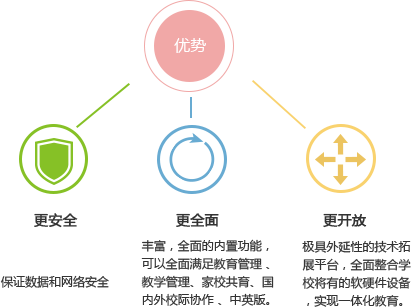 优势
更安全
保证数据和网络安全
更全面
丰富，全面的内置功能，
可以全面满足教育管理、
教学管理、家校共育、国
内外校际协作、中英版。
更开放
极具外延性的技术拓
展平台，全面整合学
校将有的软硬件设备
，实现一体化教育。